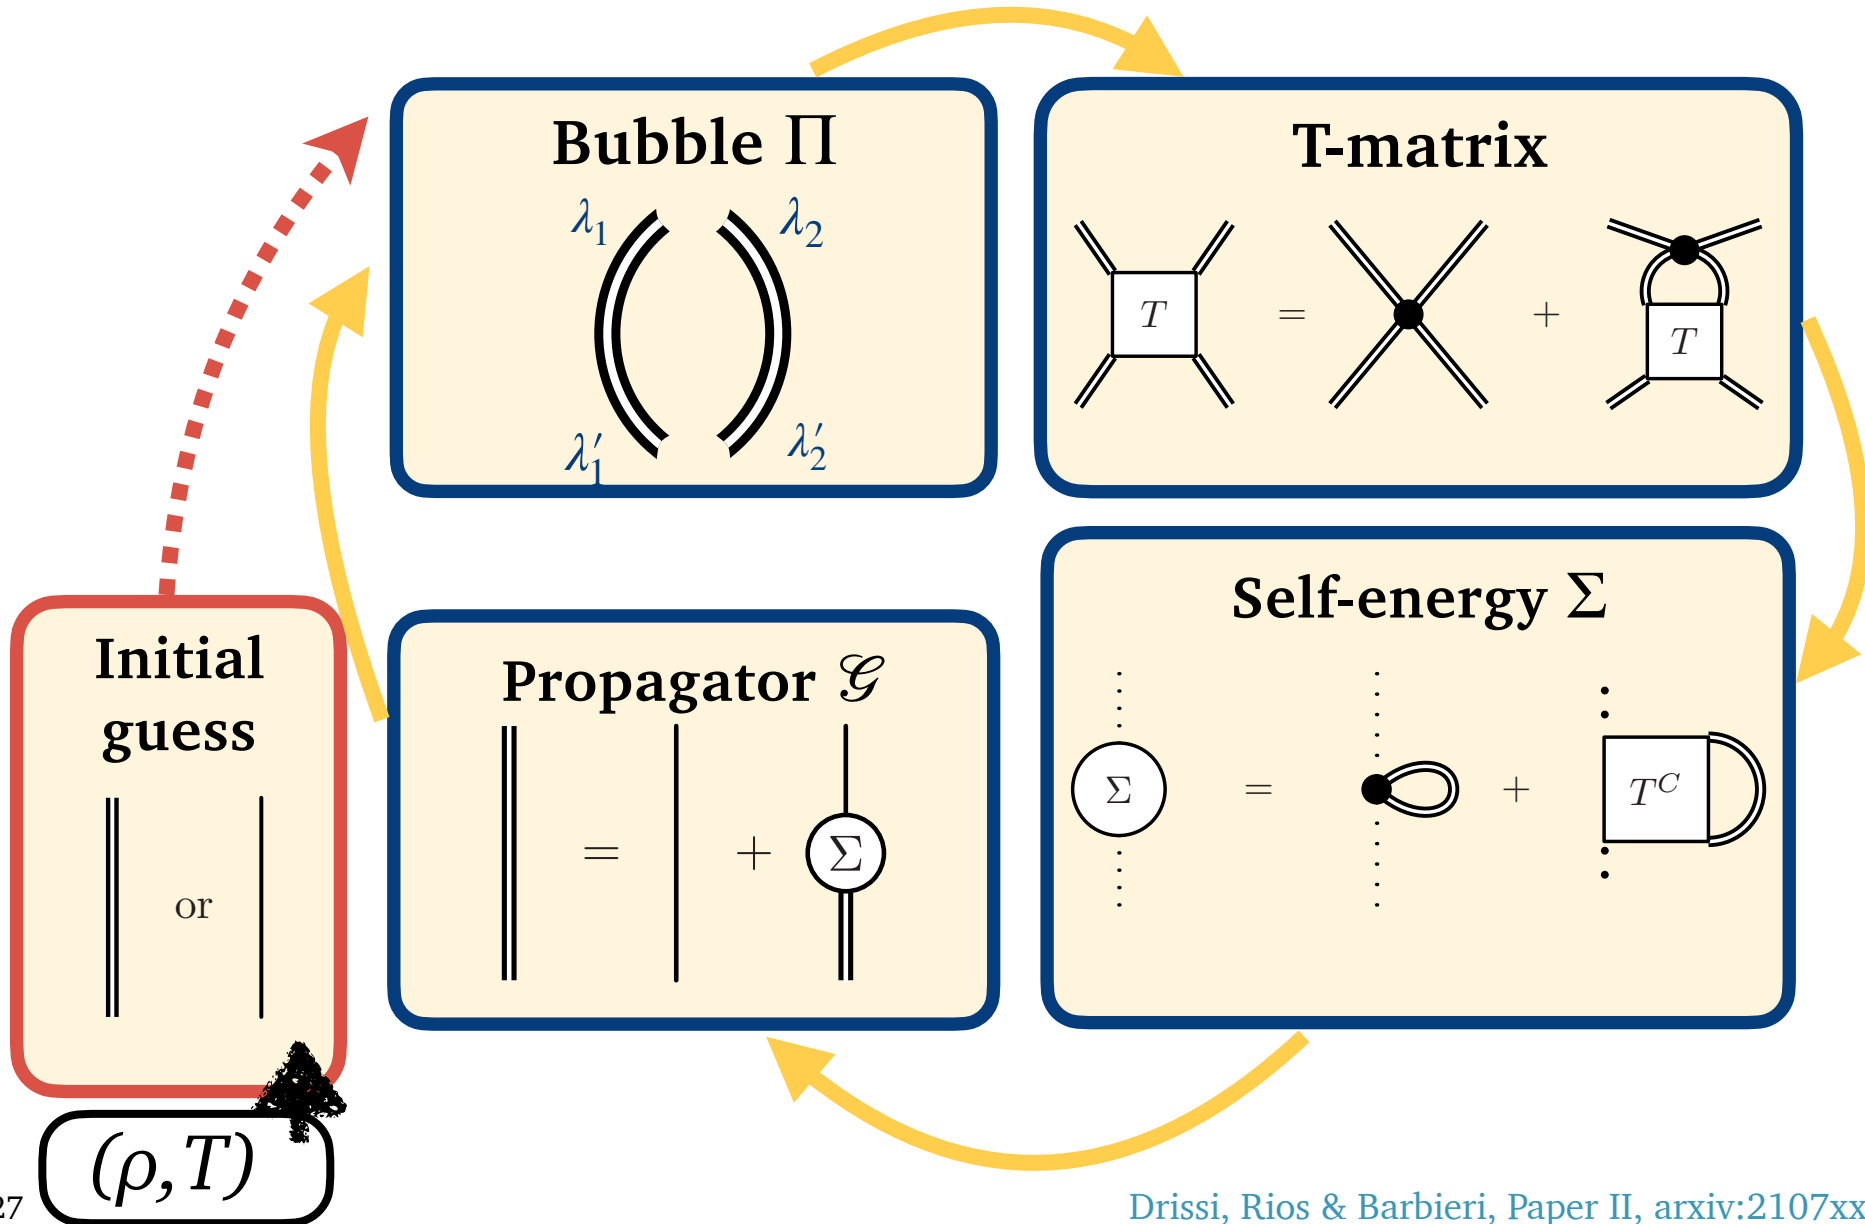 Bubble Π
λ₁ λ₂
λ′₁ λ′₂
T-matrix
T = + T
Initial
guess
or
Propagator 𝒢
= + Σ
Self-energy Σ
Σ = + Tᶜ
(ρ, T)
27
Drissi, Rios & Barbieri, Paper II, arxiv:2107xx